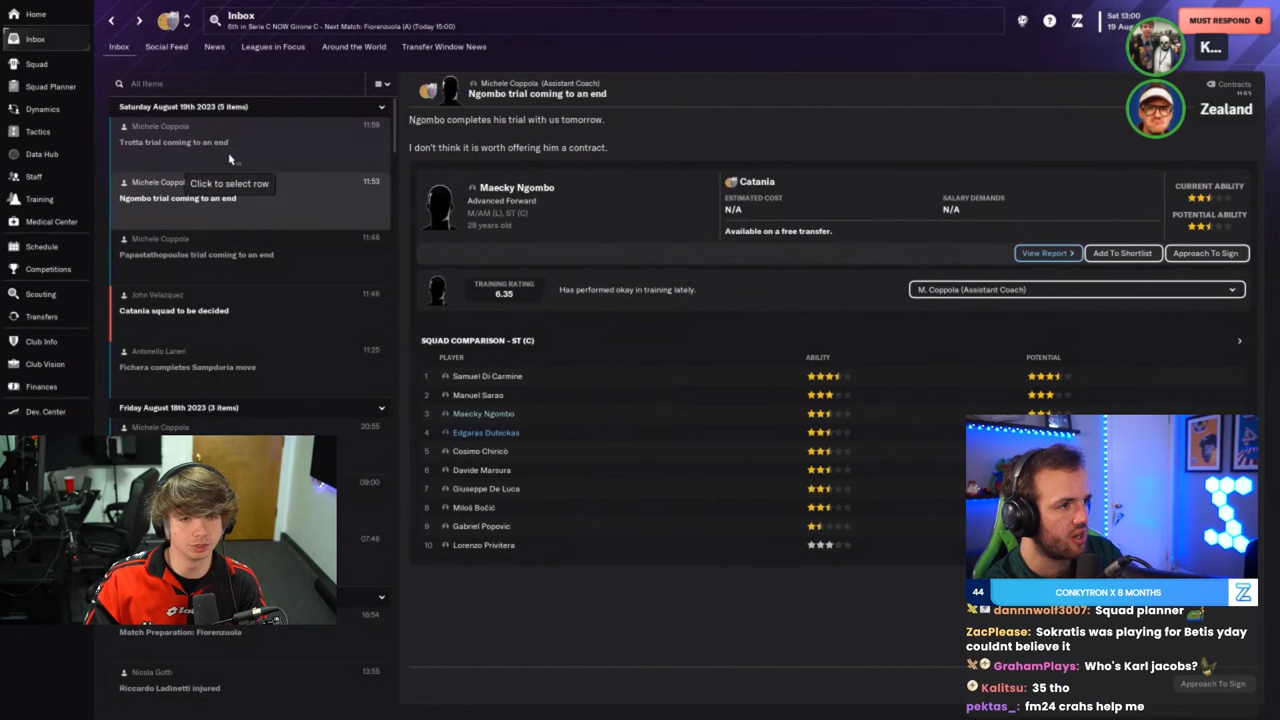 Home
Inbox
Squad
Squad Planner
Dynamics
Tactics
Data Hub
Staff
Training
Medical Center
Schedule
Competitions
Scouting
Transfers
Club Info
Club Vision
Finances
Dev. Center
Inbox
6th in Serie C NOW Girone C - Next Match: Fiorenzuola (A) (Today 15:00)
Sat 13:00
19 Aug
MUST RESPOND
K...
Zealand
Inbox
Social Feed
News
Leagues in Focus
Around the World
Transfer Window News
All Items
Saturday August 19th 2023 (5 items)
Michele Coppola
11:59
Trotta trial coming to an end
Michele Coppol
11:53
Click to select row
Ngombo trial coming to an end
Michele Coppola
11:46
Papastathopoulos trial coming to an end
John Velazquez
11:46
Catania squad to be decided
Antonello Laneri
11:25
Fichera completes Sampdoria move
Friday August 18th 2023 (3 items)
Michele Coppola
20:55
09:00
07:46
16:54
Match Preparation: Fiorenzuola
Nicola Gotti
13:55
Riccardo Ladinetti injured
Michele Coppola (Assistant Coach)
Ngombo trial coming to an end
Contracts
11:53
Ngombo completes his trial with us tomorrow.
I don't think it is worth offering him a contract.
Maecky Ngombo
Advanced Forward
M/AM (L), ST (C)
28 years old
Catania
ESTIMATED COST
N/A
SALARY DEMANDS
N/A
Available on a free transfer.
CURRENT ABILITY
POTENTIAL ABILITY
View Report >
Add To Shortlist
Approach To Sign
TRAINING RATING
6.35
Has performed okay in training lately.
M. Coppola (Assistant Coach)
SQUAD COMPARISON - ST (C)
PLAYER
ABILITY
POTENTIAL
1 Samuel Di Carmine
2 Manuel Sarao
3 Maecky Ngombo
4 Edgaras Dubickas
5 Cosimo Chiricò
6 Davide Marsura
7 Giuseppe De Luca
8 Miloš Bočić
9 Gabriel Popovic
10 Lorenzo Privitera
44
CONKYTRON X 8 MONTHS
dannnwolf3007: Squad planner
ZacPlease: Sokratis was playing for Betis yday
couldnt believe it
GrahamPlays: Who's Karl jacobs?
Kalitsu: 35 tho
pektas_: fm24 crahs help me
Approach To Sign